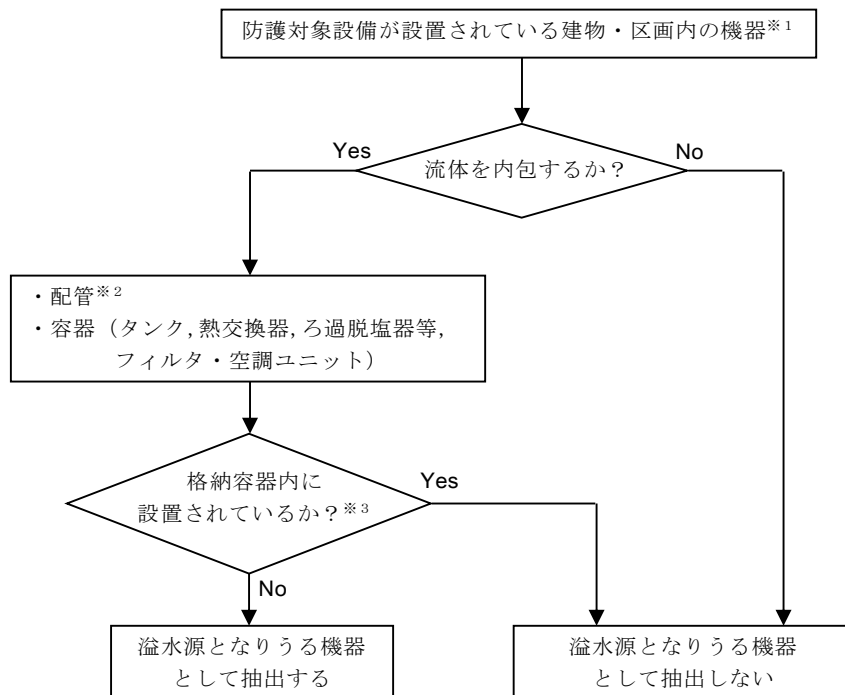 防護対象設備が設置されている建物・区画内の機器※1
Yes
No
流体を内包するか？
・配管※2
・容器（タンク,熱交換器,ろ過脱塩器等,
フィルタ・空調ユニット）
格納容器内に
設置されているか？※3
Yes
No
溢水源となりうる機器
として抽出する
溢水源となりうる機器
として抽出しない